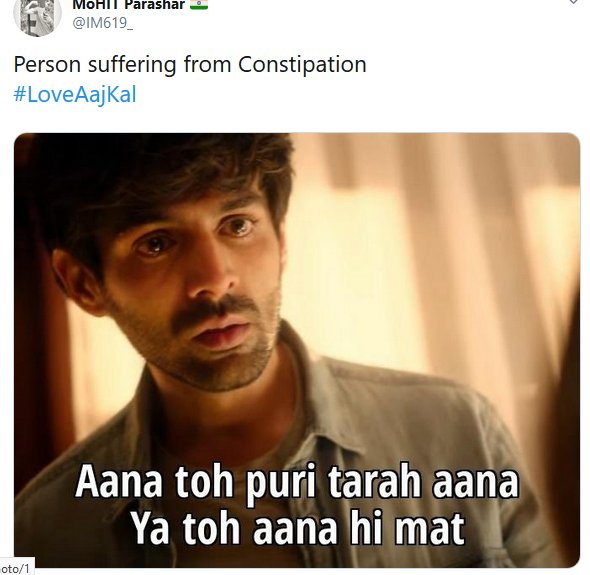 MoHIT Parashar
@IM619_
Person suffering from Constipation
#LoveAajKal
Aana toh puri tarah aana
Ya toh aana hi mat
oto/1